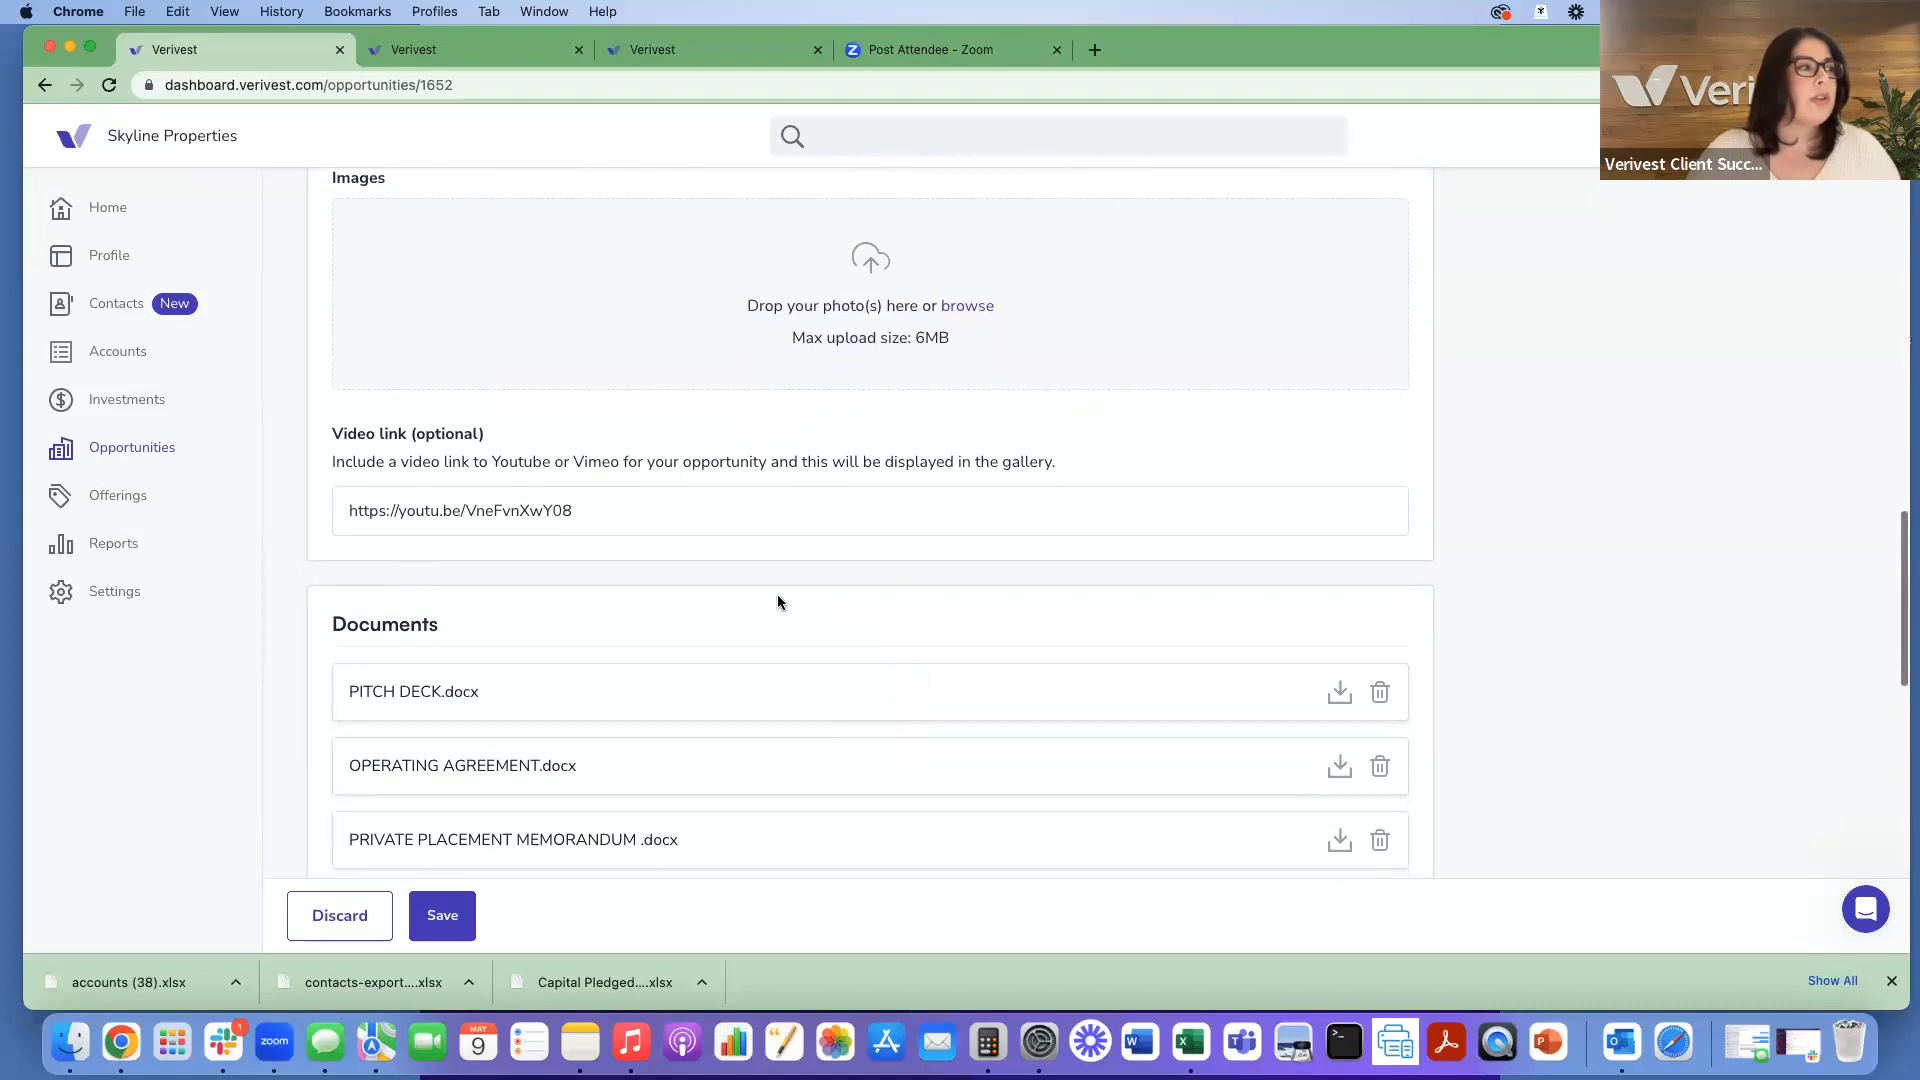 Chrome File Edit View History Bookmarks Profiles Tab Window Help
Verivest
Verivest
Verivest
Post Attendee - Zoom
dashboard.verivest.com/opportunities/1652
Veri
Verivest Client Succ...
Skyline Properties
Home
Profile
Contacts New
Accounts
Investments
Opportunities
Offerings
Reports
Settings
Images
Drop your photo(s) here or browse
Max upload size: 6MB
Video link (optional)
Include a video link to Youtube or Vimeo for your opportunity and this will be displayed in the gallery.
https://youtu.be/VneFvnXwY08
Documents
PITCH DECK.docx
OPERATING AGREEMENT.docx
PRIVATE PLACEMENT MEMORANDUM .docx
Discard
Save
accounts (38).xlsx
contacts-export....xlsx
Capital Pledged....xlsx
Show All
1
zoom
MAY
9